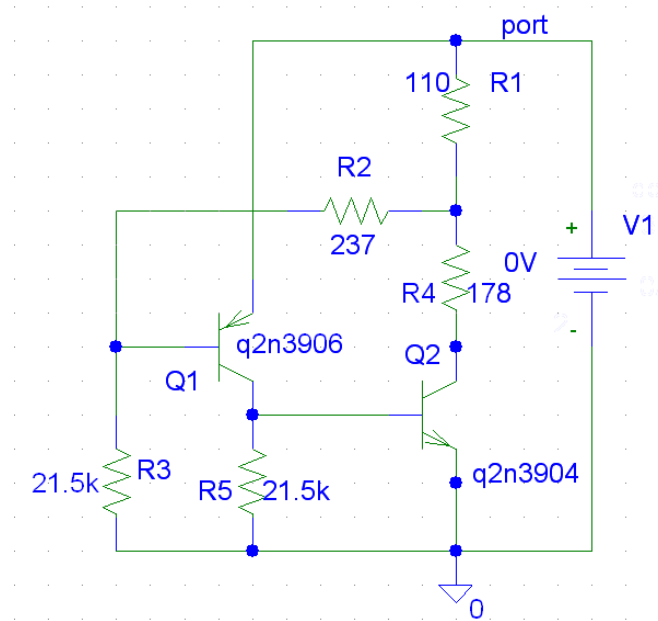 port
110 R1
R2
237
+
V1
0V
R4 178
-
q2n3906
Q2
Q1
R3
21.5k
R5 21.5k
q2n3904
0